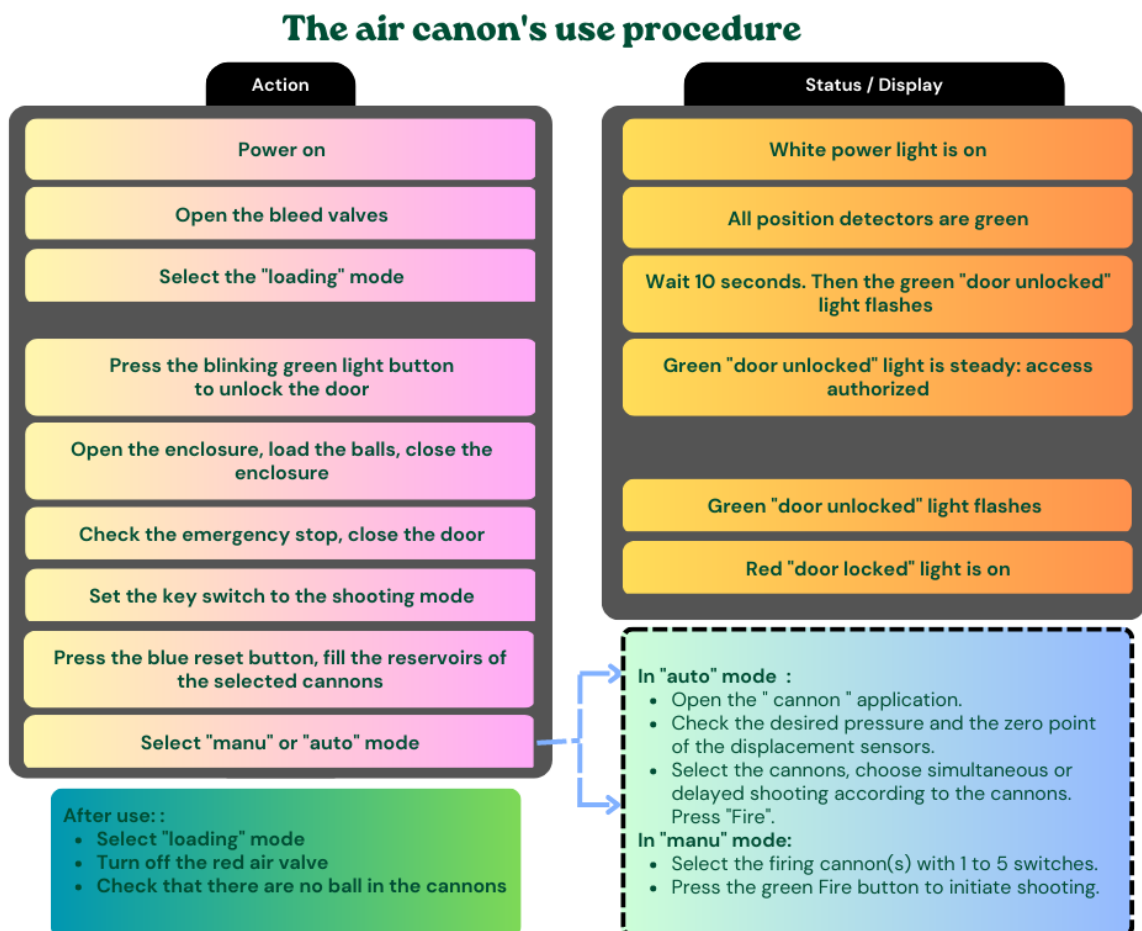 The air canon's use procedure
Action
Power on
Open the bleed valves
Select the "loading" mode
Press the blinking green light button
to unlock the door
Open the enclosure, load the balls, close the
enclosure
Check the emergency stop, close the door
Set the key switch to the shooting mode
Press the blue reset button, fill the reservoirs of
the selected cannons
Select "manu" or "auto" mode
Status / Display
White power light is on
All position detectors are green
Wait 10 seconds. Then the green "door unlocked"
light flashes
Green "door unlocked" light is steady: access
authorized
Green "door unlocked" light flashes
Red "door locked" light is on
In "auto" mode :
• Open the " cannon " application.
• Check the desired pressure and the zero point
of the displacement sensors.
• Select the cannons, choose simultaneous or
delayed shooting according to the cannons.
Press "Fire".
In "manu" mode:
• Select the firing cannon(s) with 1 to 5 switches.
• Press the green Fire button to initiate shooting.
After use: :
• Select "loading" mode
• Turn off the red air valve
• Check that there are no ball in the cannons